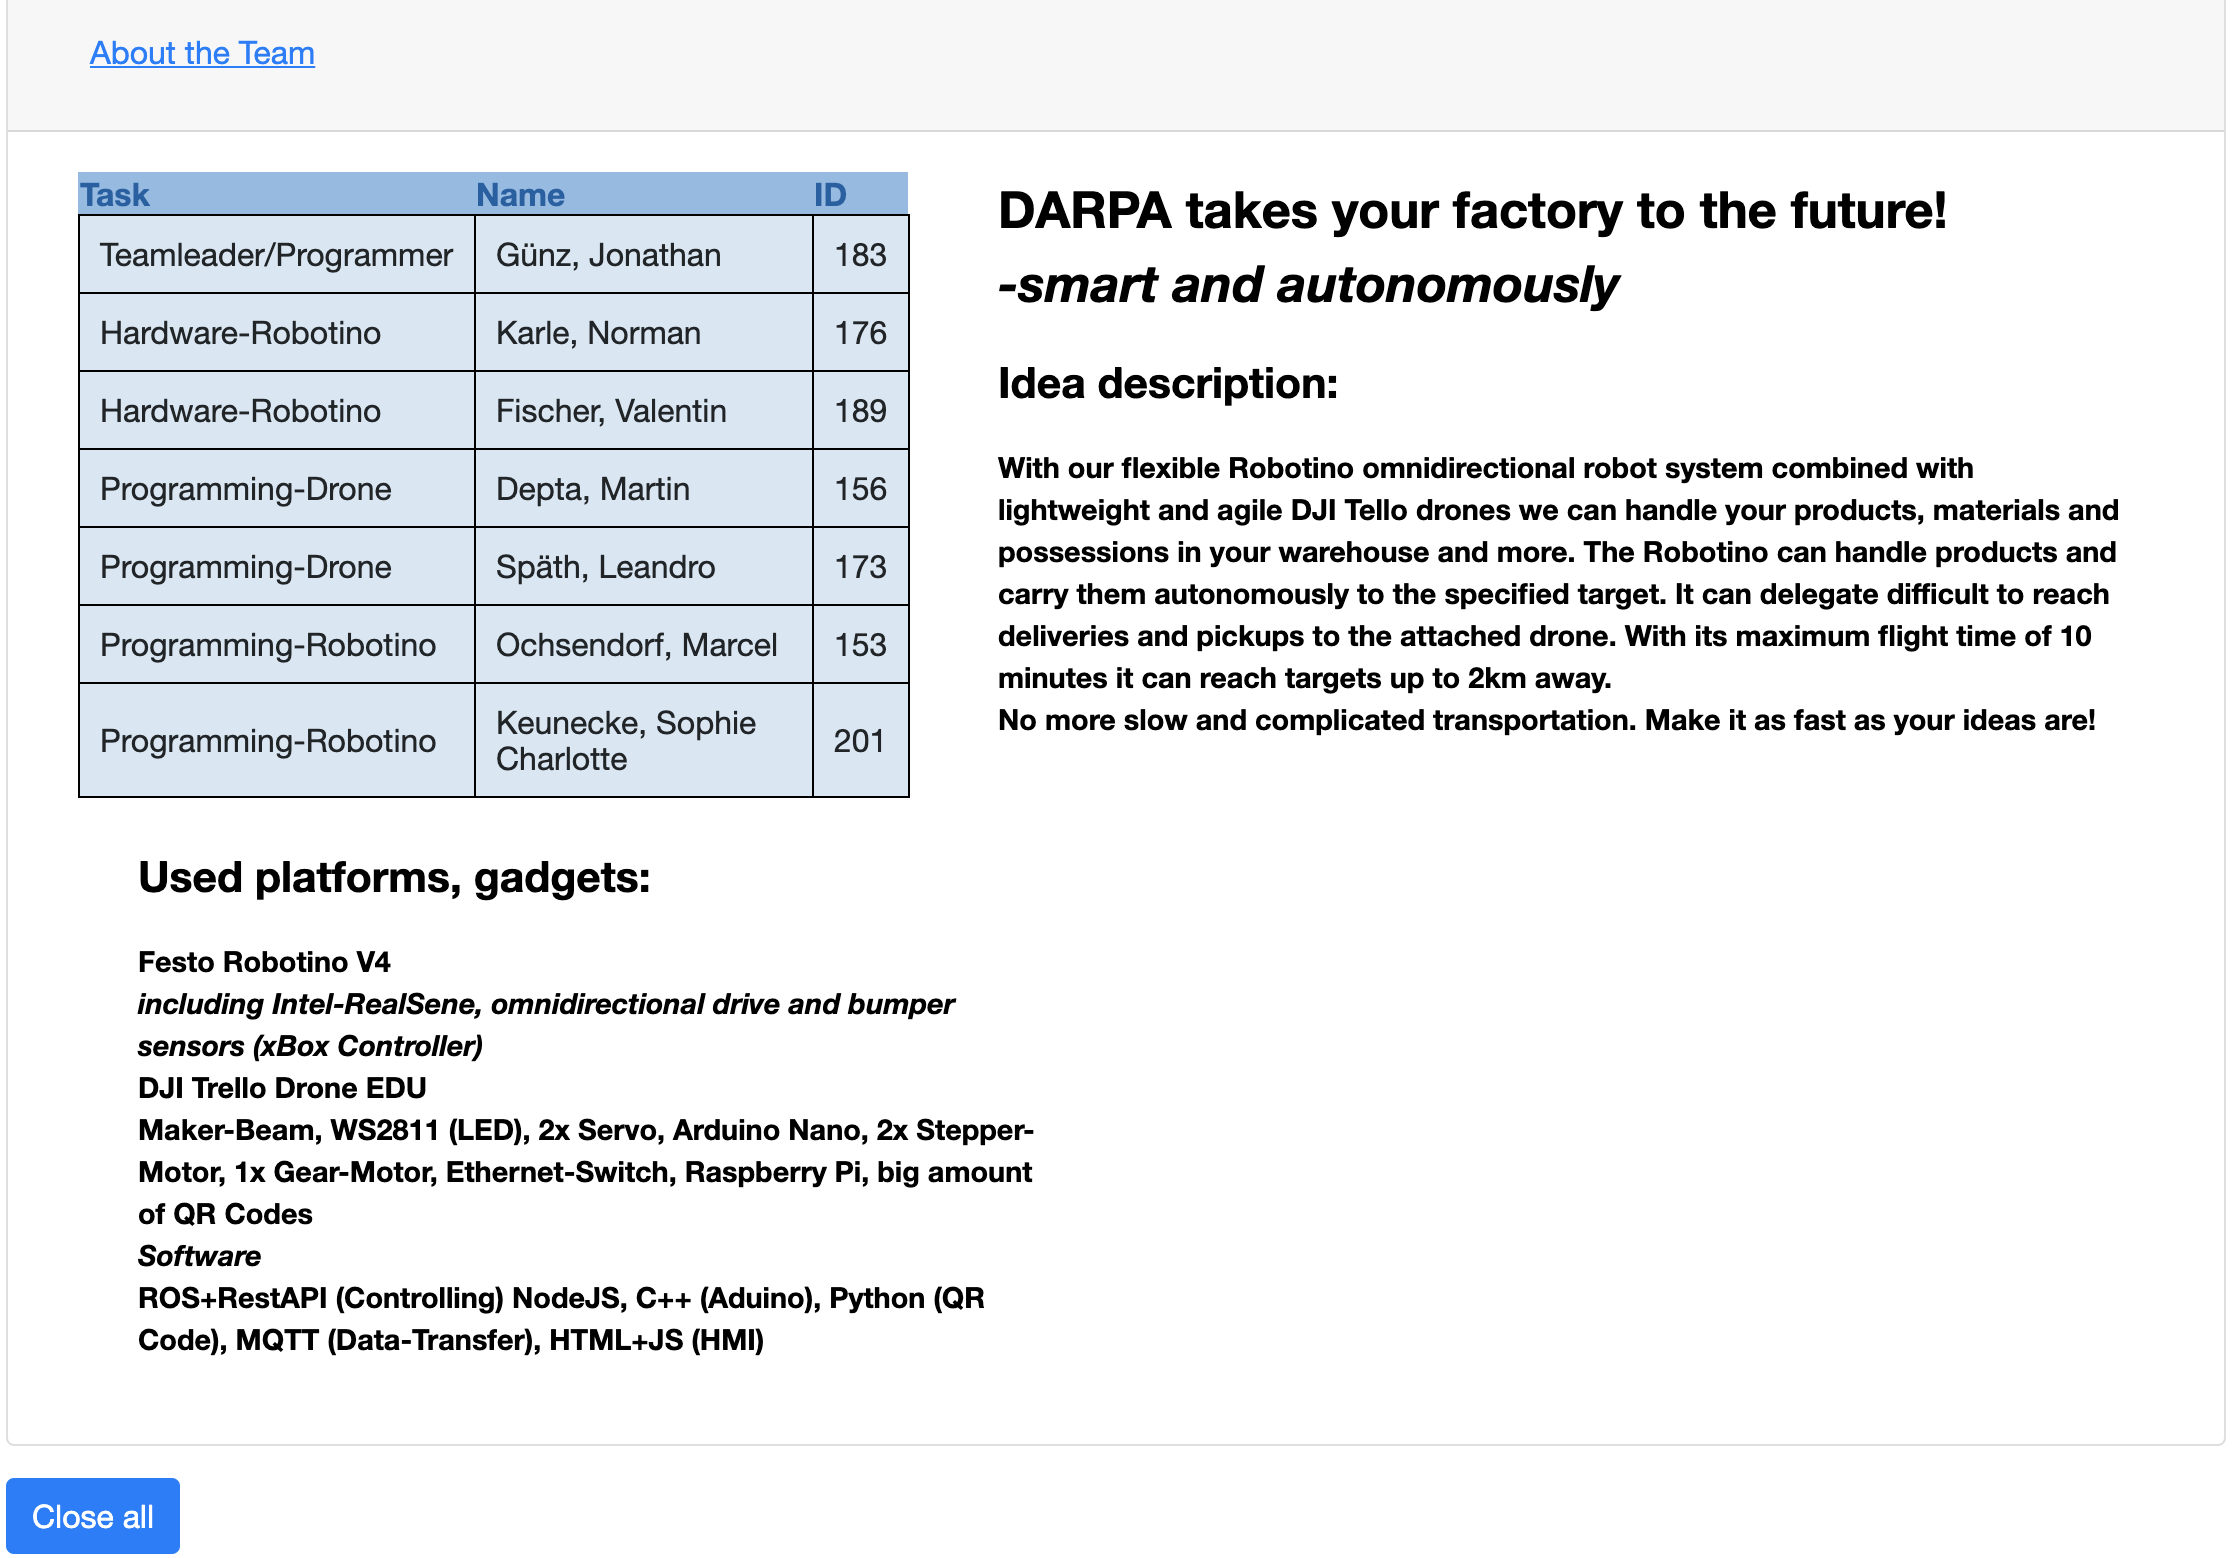 About the Team
Task Name ID
Teamleader/Programmer Günz, Jonathan 183
Hardware-Robotino Karle, Norman 176
Hardware-Robotino Fischer, Valentin 189
Programming-Drone Depta, Martin 156
Programming-Drone Späth, Leandro 173
Programming-Robotino Ochsendorf, Marcel 153
Programming-Robotino Keunecke, Sophie
Charlotte 201
DARPA takes your factory to the future!
-smart and autonomously
Idea description:
With our flexible Robotino omnidirectional robot system combined with
lightweight and agile DJI Tello drones we can handle your products, materials and
possessions in your warehouse and more. The Robotino can handle products and
carry them autonomously to the specified target. It can delegate difficult to reach
deliveries and pickups to the attached drone. With its maximum flight time of 10
minutes it can reach targets up to 2km away.
No more slow and complicated transportation. Make it as fast as your ideas are!
Used platforms, gadgets:
Festo Robotino V4
including Intel-RealSene, omnidirectional drive and bumper
sensors (xBox Controller)
DJI Trello Drone EDU
Maker-Beam, WS2811 (LED), 2x Servo, Arduino Nano, 2x Stepper-
Motor, 1x Gear-Motor, Ethernet-Switch, Raspberry Pi, big amount
of QR Codes
Software
ROS+RestAPI (Controlling) NodeJS, C++ (Aduino), Python (QR
Code), MQTT (Data-Transfer), HTML+JS (HMI)
Close all